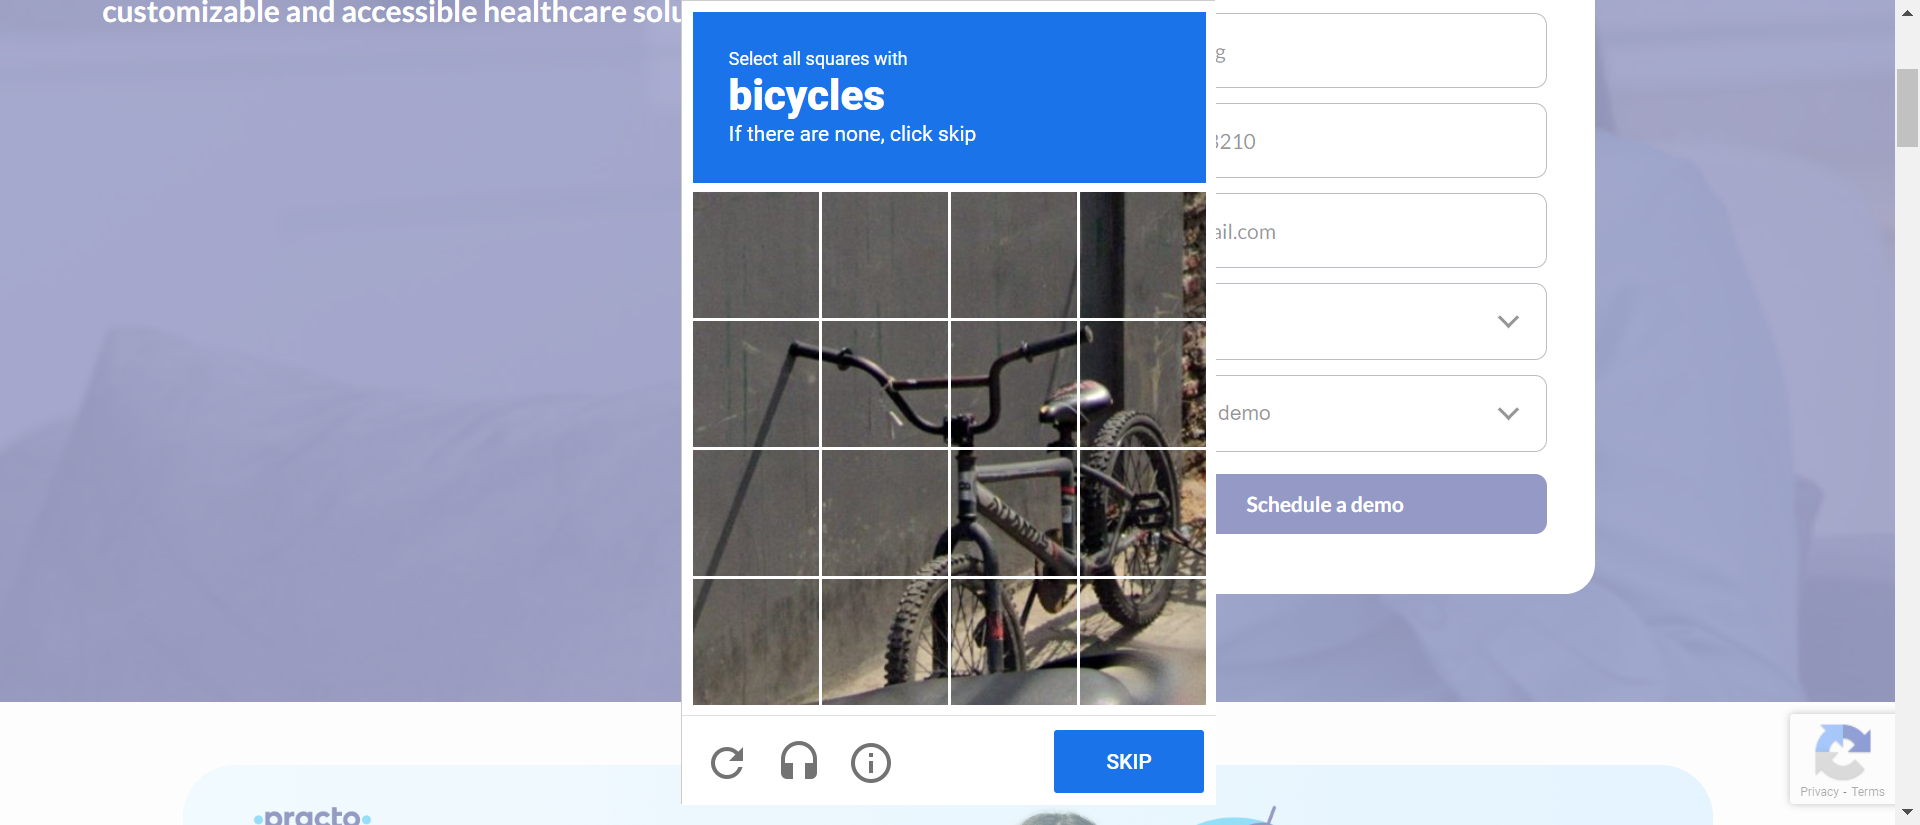 customizable and accessible healthcare solu
Select all squares with
bicycles
If there are none, click skip
g
3210
ail.com
demo
Schedule a demo
SKIP
Privacy - Terms
practo